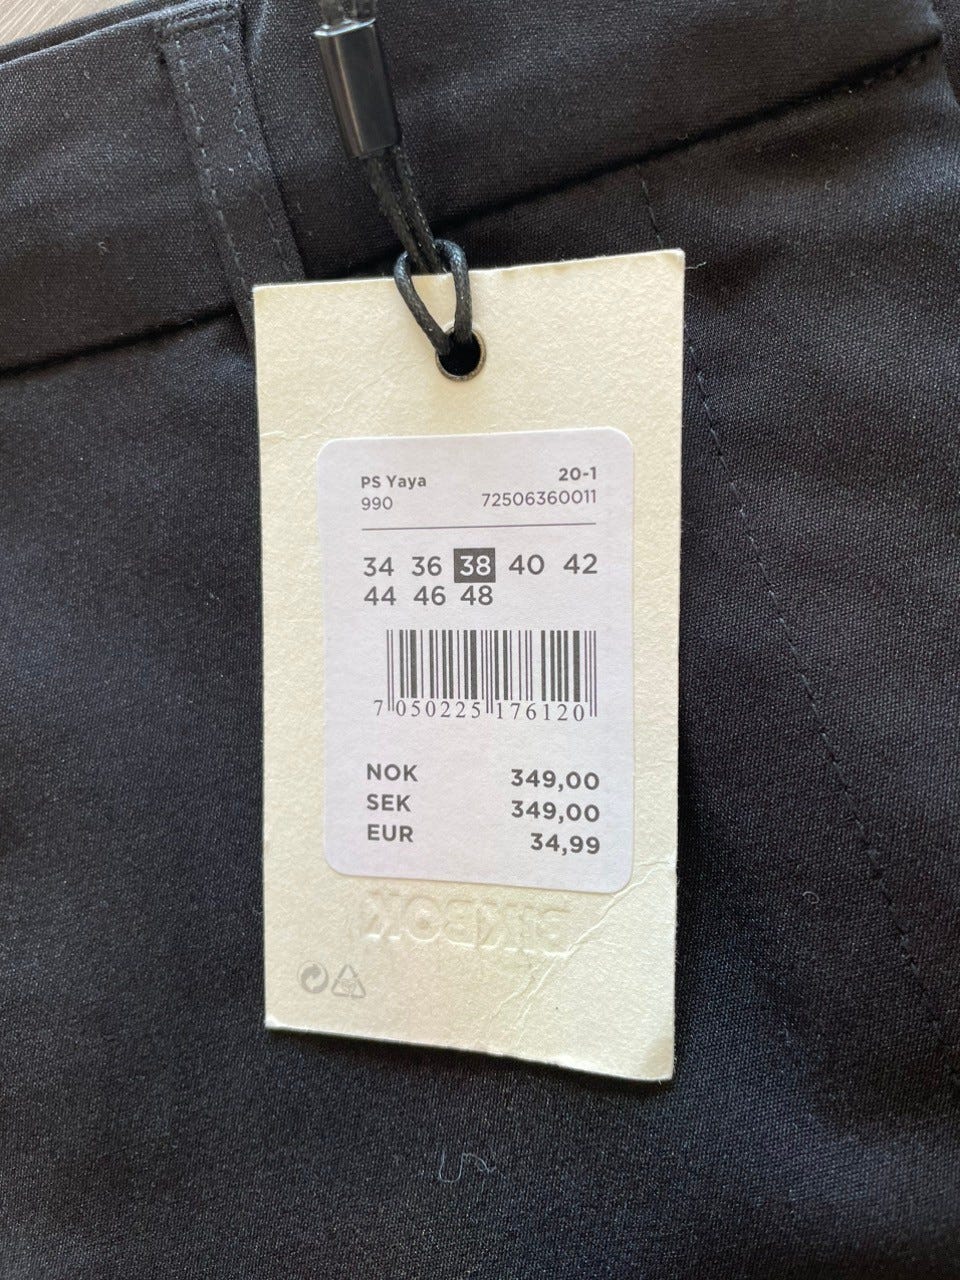 PS Yaya 20-1
990 72506360011
34 36 38 40 42
44 46 48
7 050225 176120
NOK 349,00
SEK 349,00
EUR 34,99
BIKBOK